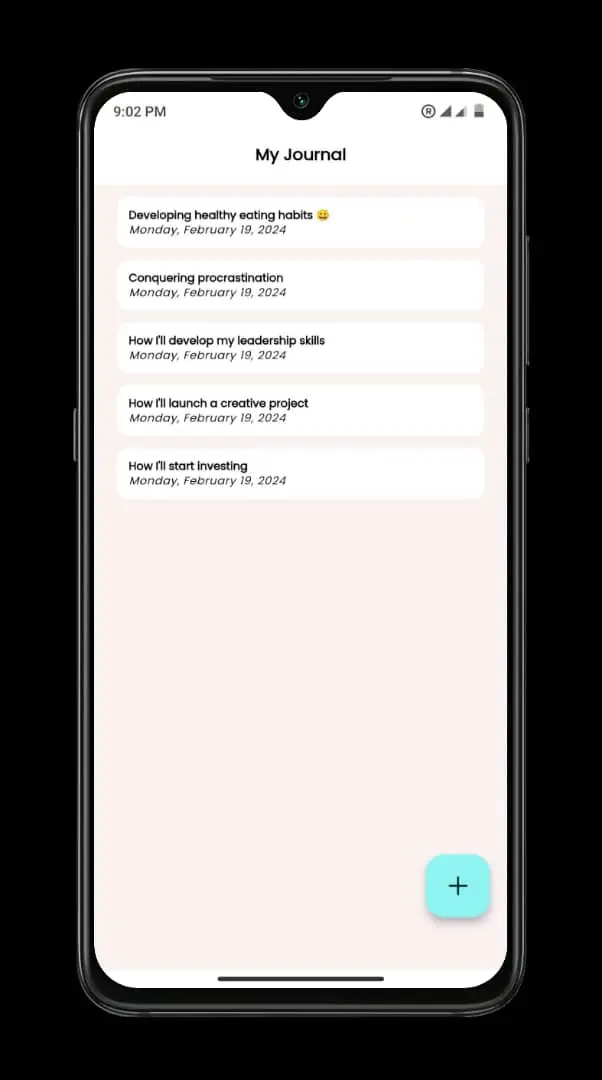 9:02 PM
R
My Journal
Developing healthy eating habits 😀
Monday, February 19, 2024
Conquering procrastination
Monday, February 19, 2024
How I'll develop my leadership skills
Monday, February 19, 2024
How I'll launch a creative project
Monday, February 19, 2024
How I'll start investing
Monday, February 19, 2024